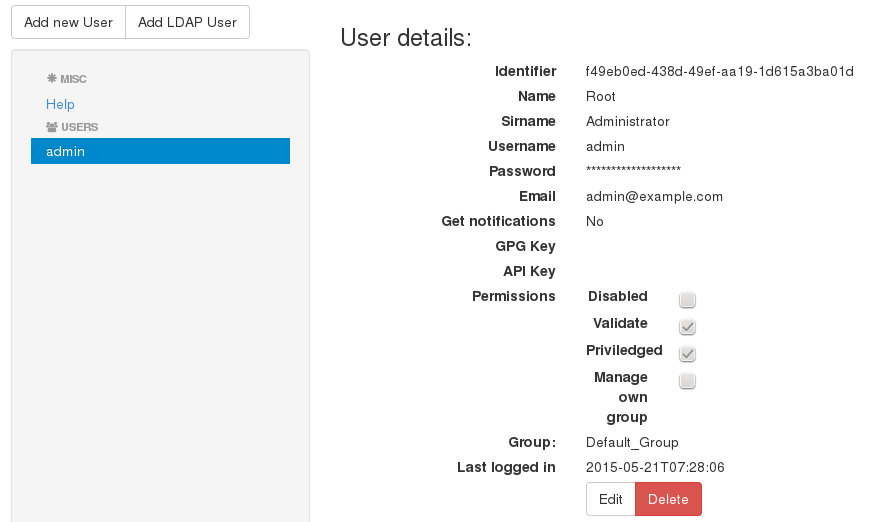 Add new User
Add LDAP User
MISC
Help
USERS
admin
User details:
Identifier f49eb0ed-438d-49ef-aa19-1d615a3ba01d
Name Root
Sirname Administrator
Username admin
Password *******************
Email admin@example.com
Get notifications No
GPG Key
API Key
Permissions Disabled
Validate
Priviledged
Manage
own
group
Group: Default_Group
Last logged in 2015-05-21T07:28:06
Edit Delete